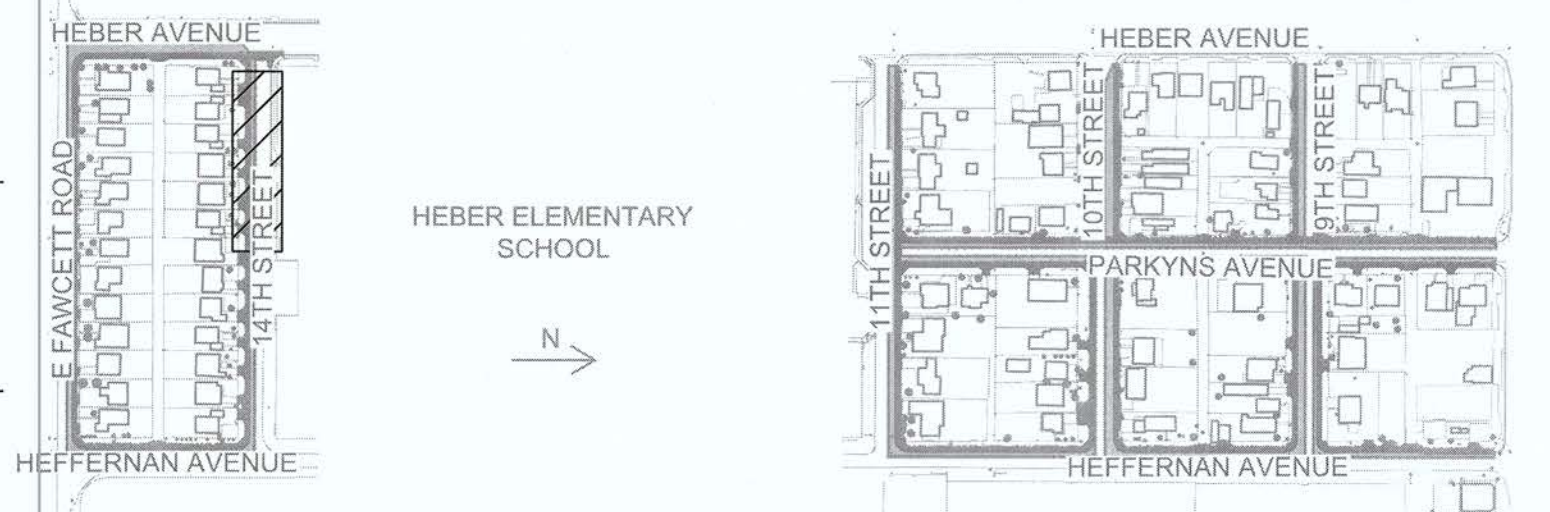 HEBER AVENUE
E FAWCETT ROAD
14TH STREET
HEFFERNAN AVENUE
HEBER ELEMENTARY
SCHOOL
N
HEBER AVENUE
11TH STREET
10TH STREET
9TH STREET
PARKYNS AVENUE
HEFFERNAN AVENUE